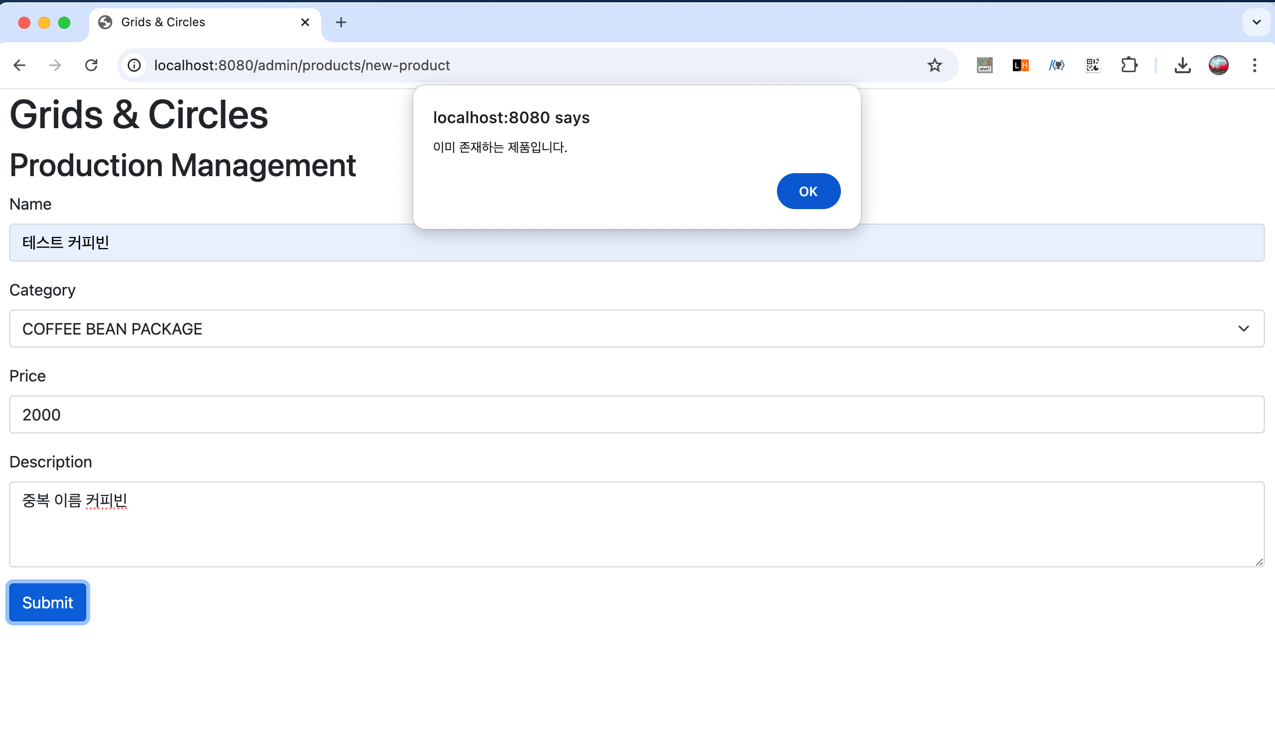 Grids & Circles
localhost:8080/admin/products/new-product
LH
Grids & Circles
localhost:8080 says
이미 존재하는 제품입니다.
OK
Production Management
Name
테스트 커피빈
Category
COFFEE BEAN PACKAGE
Price
2000
Description
중복 이름 커피빈
Submit